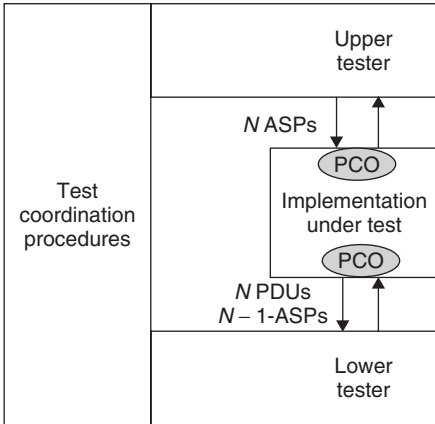 Upper
tester
N ASPs
PCO
Test
coordination
procedures
Implementation
under test
PCO
N PDUs
N – 1-ASPs
Lower
tester